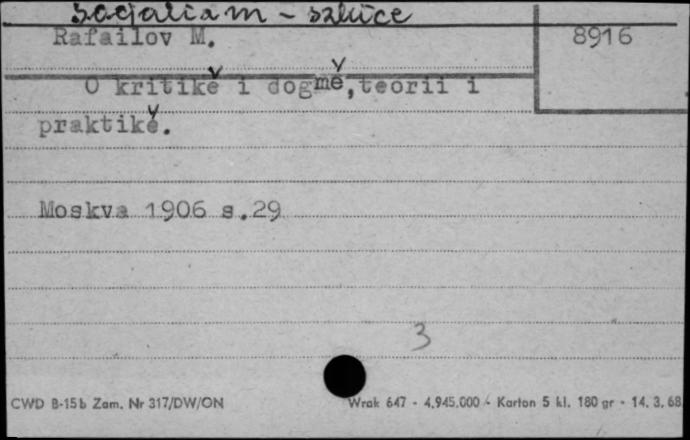 Socjalizm - szkice
Rafailov M.
8916
O kritikě i dogmě, teorii i
praktikě.
Moskva 1906 s.29
3
CWD B-15b Zam. Nr 317/DW/ON Wrak 647 - 4.945.000 - Karton 5 kl. 180 gr - 14. 3. 68